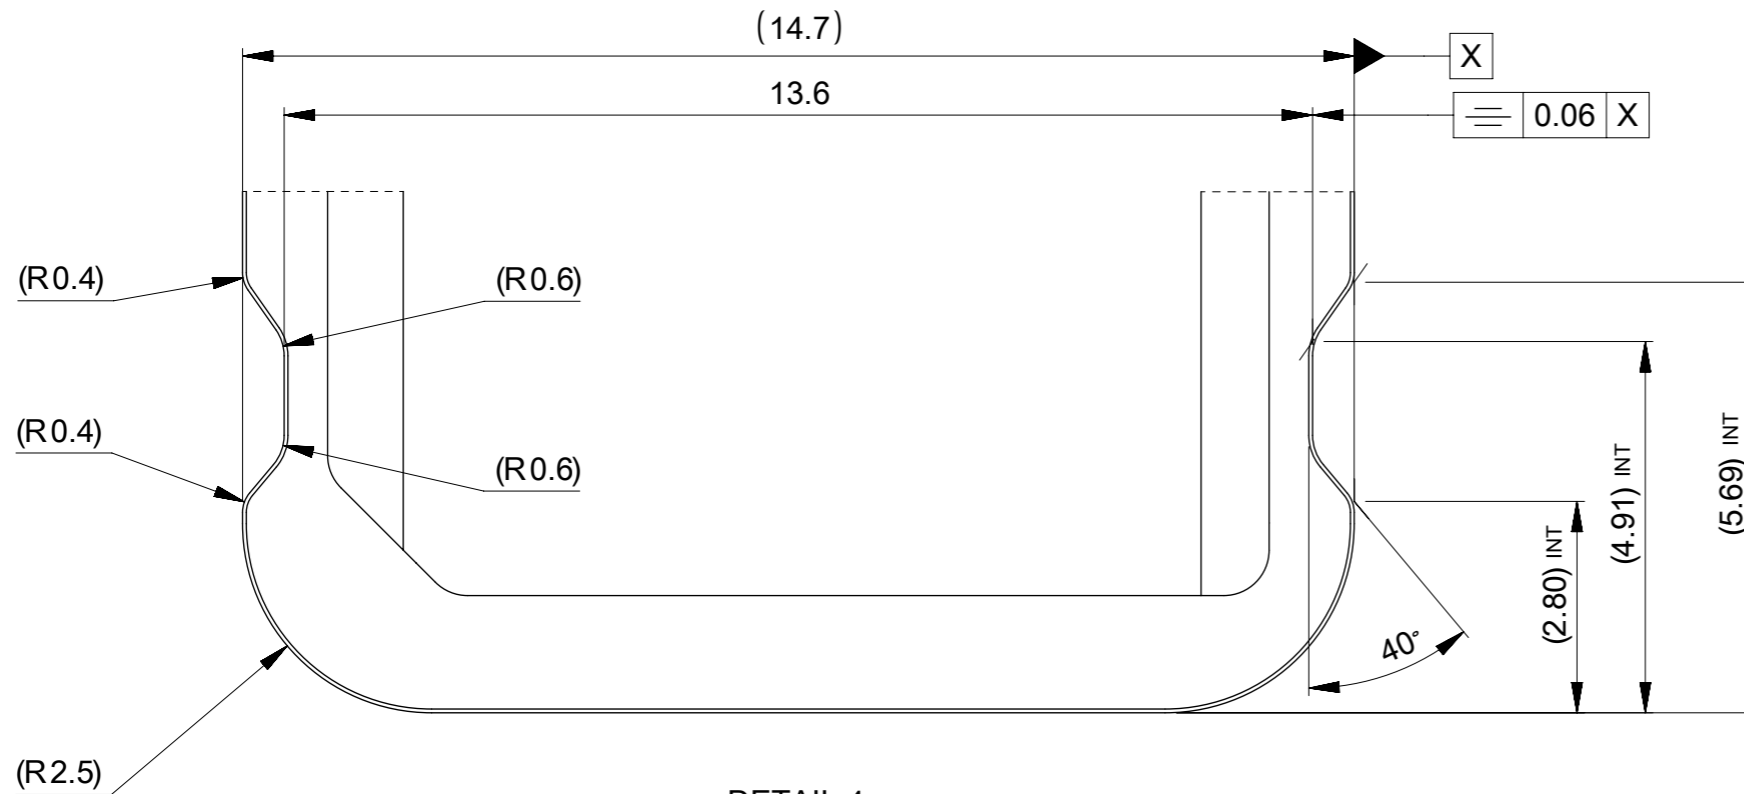 (14.7)
X
13.6
⌯ 0.06 X
(R0.4)
(R0.6)
(R0.4)
(R0.6)
(5.69) INT
(4.91) INT
(2.80) INT
40°
(R2.5)